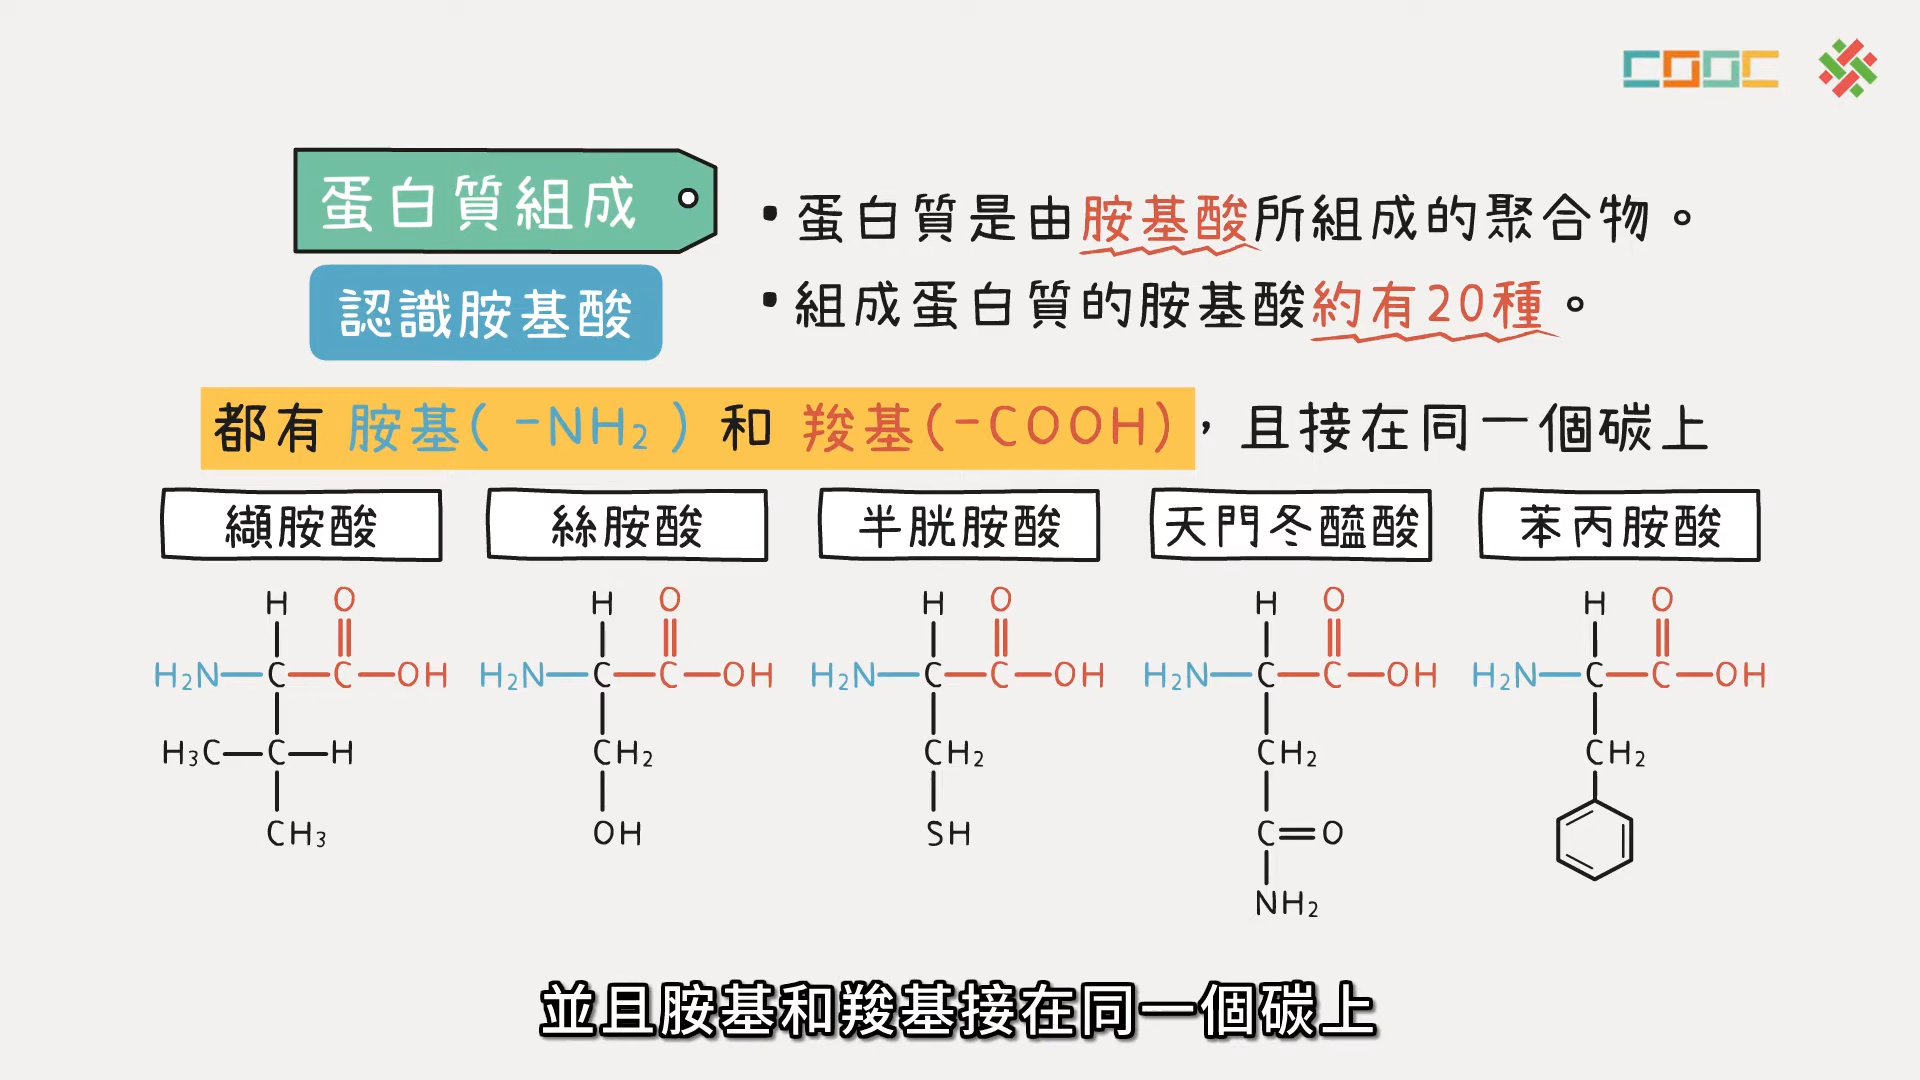 COOC
蛋白質組成
•蛋白質是由胺基酸所組成的聚合物。
認識胺基酸
•組成蛋白質的胺基酸約有20種。
都有 胺基(-NH₂) 和 羧基(-COOH)，且接在同一個碳上
纈胺酸 絲胺酸 半胱胺酸 天門冬醯酸 苯丙胺酸
H O H O H O H O H O
H₂N C C OH H₂N C C OH H₂N C C OH H₂N C C OH H₂N C C OH
H₃C C H CH₂ CH₂ CH₂ CH₂
CH₃ OH SH C=O
NH₂
並且胺基和羧基接在同一個碳上